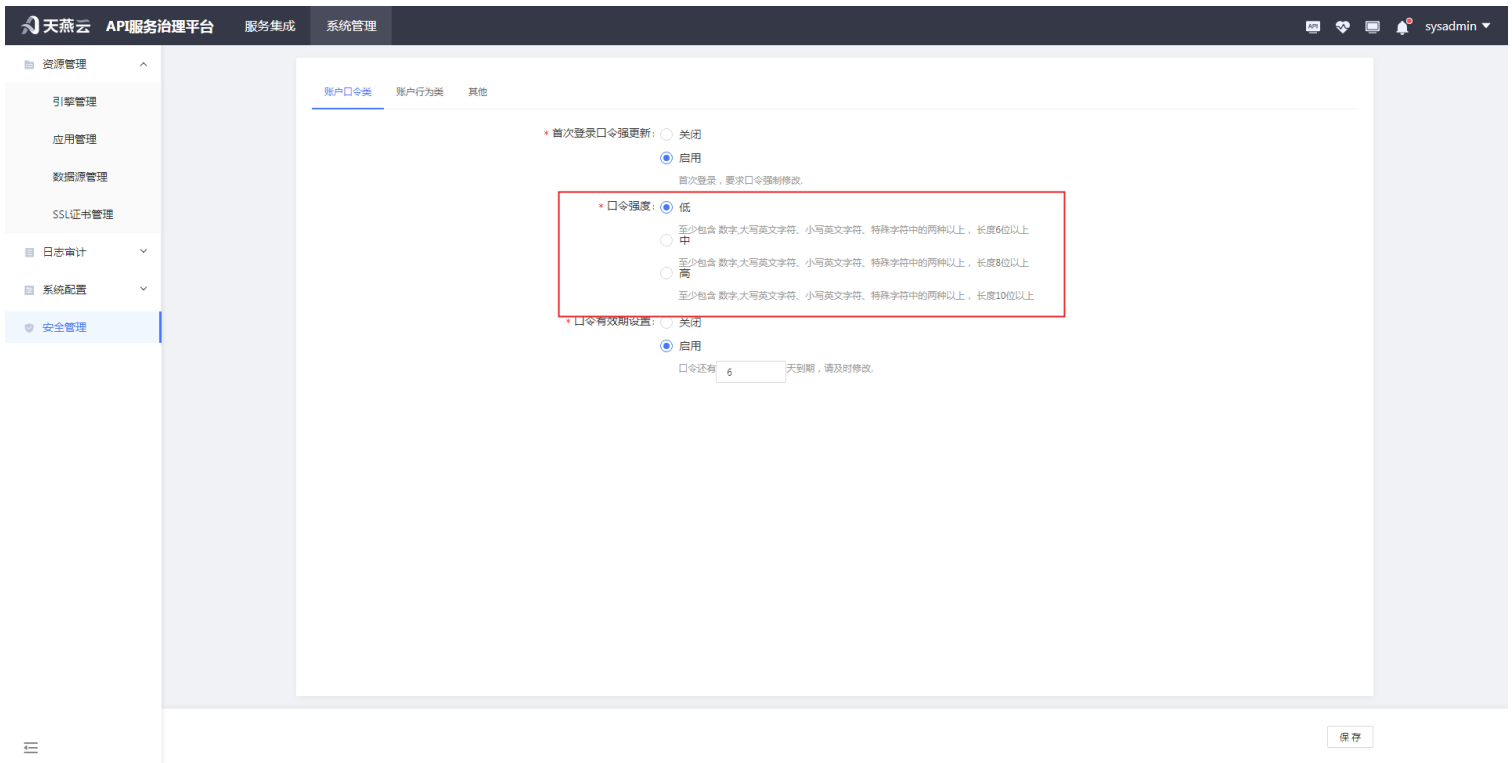 天燕云 API服务治理平台 服务集成 系统管理 API sysadmin
资源管理
引擎管理
应用管理
数据源管理
SSL证书管理
日志审计
系统配置
安全管理
账户口令类 账户行为类 其他
* 首次登录口令强更新: 关闭
启用
首次登录，要求口令强制修改.
* 口令强度: 低
至少包含 数字,大写英文字符、小写英文字符、特殊字符中的两种以上， 长度6位以上
中
至少包含 数字,大写英文字符、小写英文字符、特殊字符中的两种以上， 长度8位以上
高
至少包含 数字,大写英文字符、小写英文字符、特殊字符中的两种以上， 长度10位以上
* 口令有效期设置: 关闭
启用
口令还有 6 天到期，请及时修改.
保 存